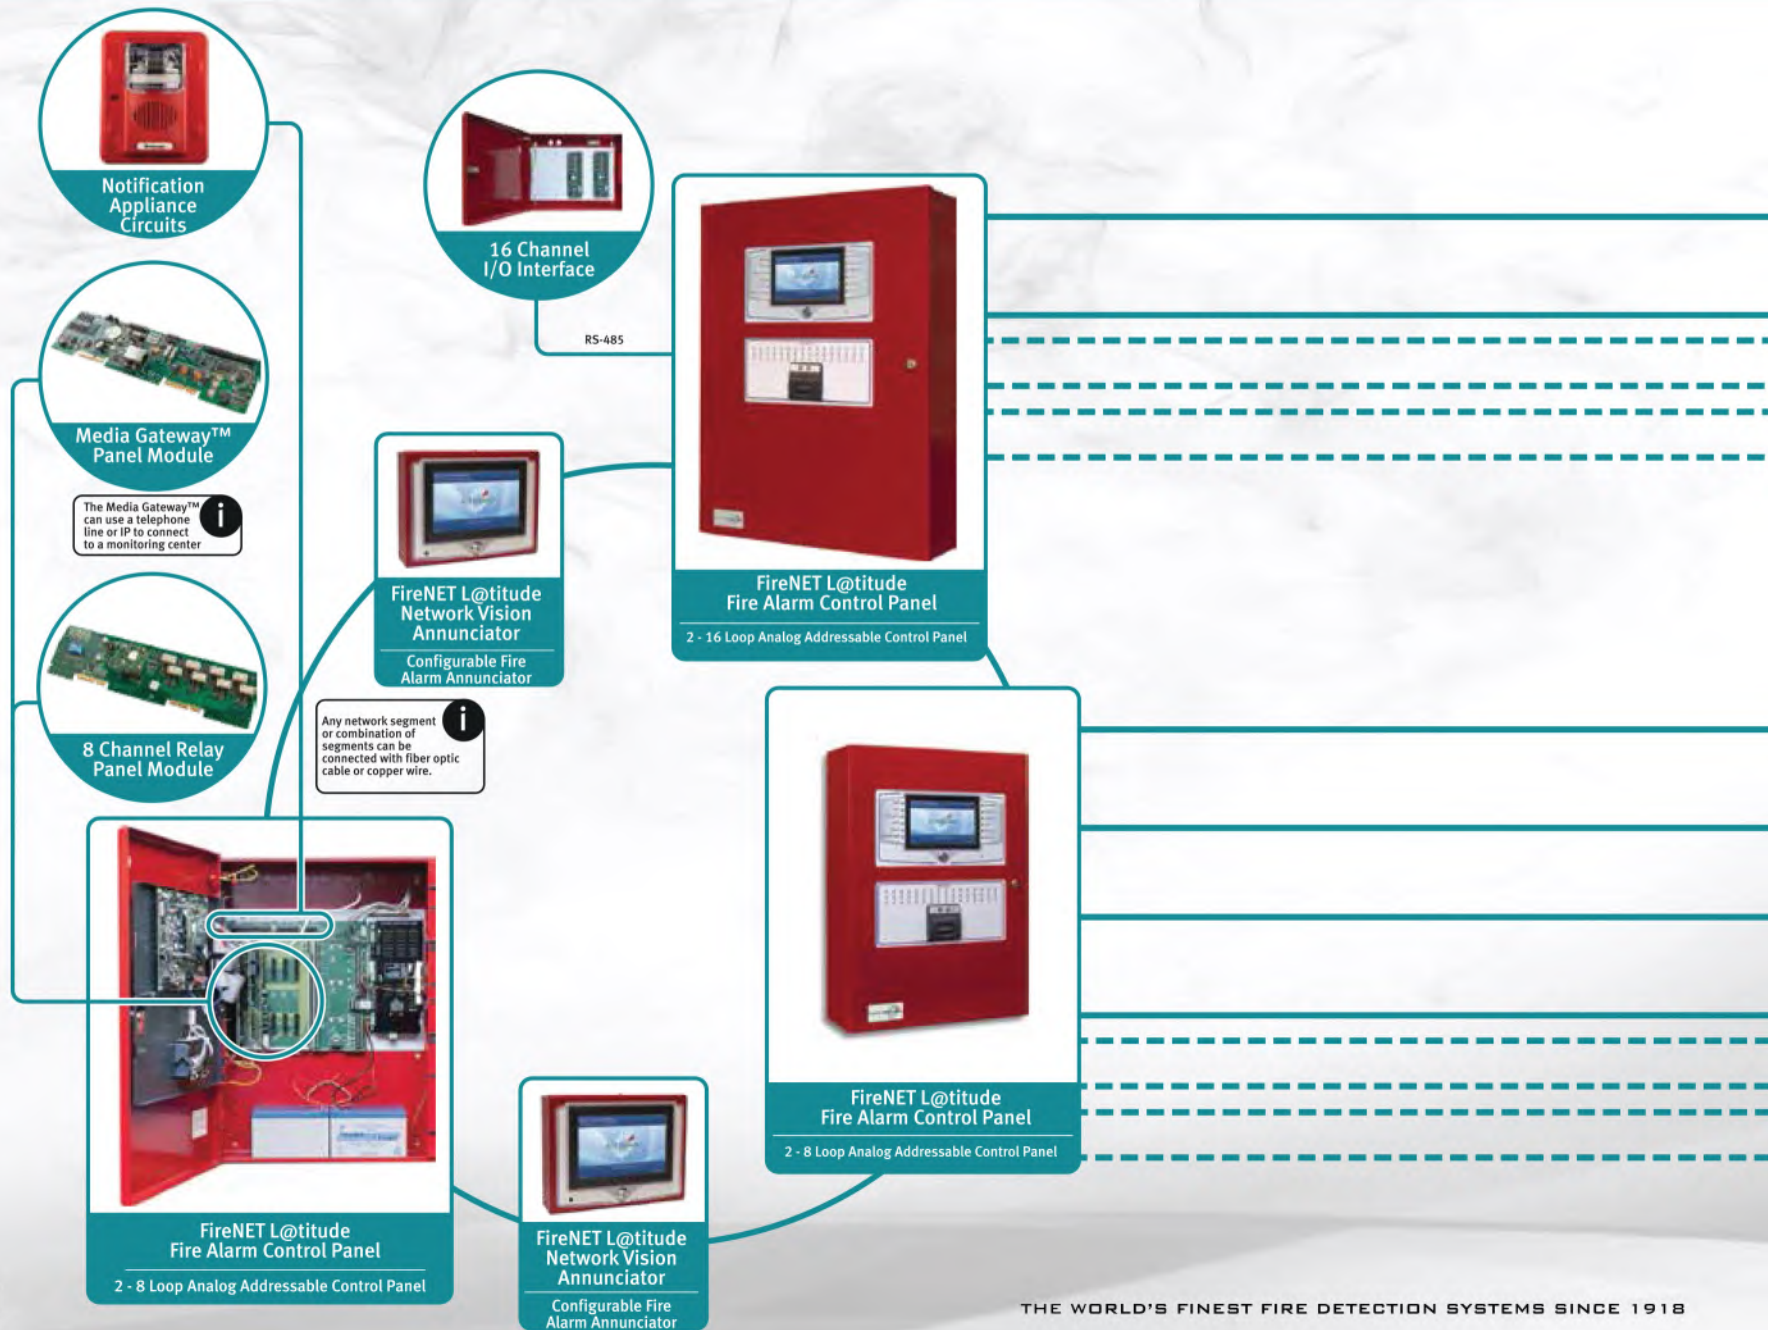 Notification
Appliance
Circuits
16 Channel
I/O Interface
RS-485
Media Gateway™
Panel Module
The Media Gateway™
can use a telephone
line or IP to connect
to a monitoring center
i
8 Channel Relay
Panel Module
FireNET L@titude
Network Vision
Annunciator
Configurable Fire
Alarm Annunciator
Any network segment
or combination of
segments can be
connected with fiber optic
cable or copper wire.
i
FireNET L@titude
Fire Alarm Control Panel
2 - 16 Loop Analog Addressable Control Panel
FireNET L@titude
Fire Alarm Control Panel
2 - 8 Loop Analog Addressable Control Panel
FireNET L@titude
Fire Alarm Control Panel
2 - 8 Loop Analog Addressable Control Panel
FireNET L@titude
Network Vision
Annunciator
Configurable Fire
Alarm Annunciator
THE WORLD'S FINEST FIRE DETECTION SYSTEMS SINCE 1918